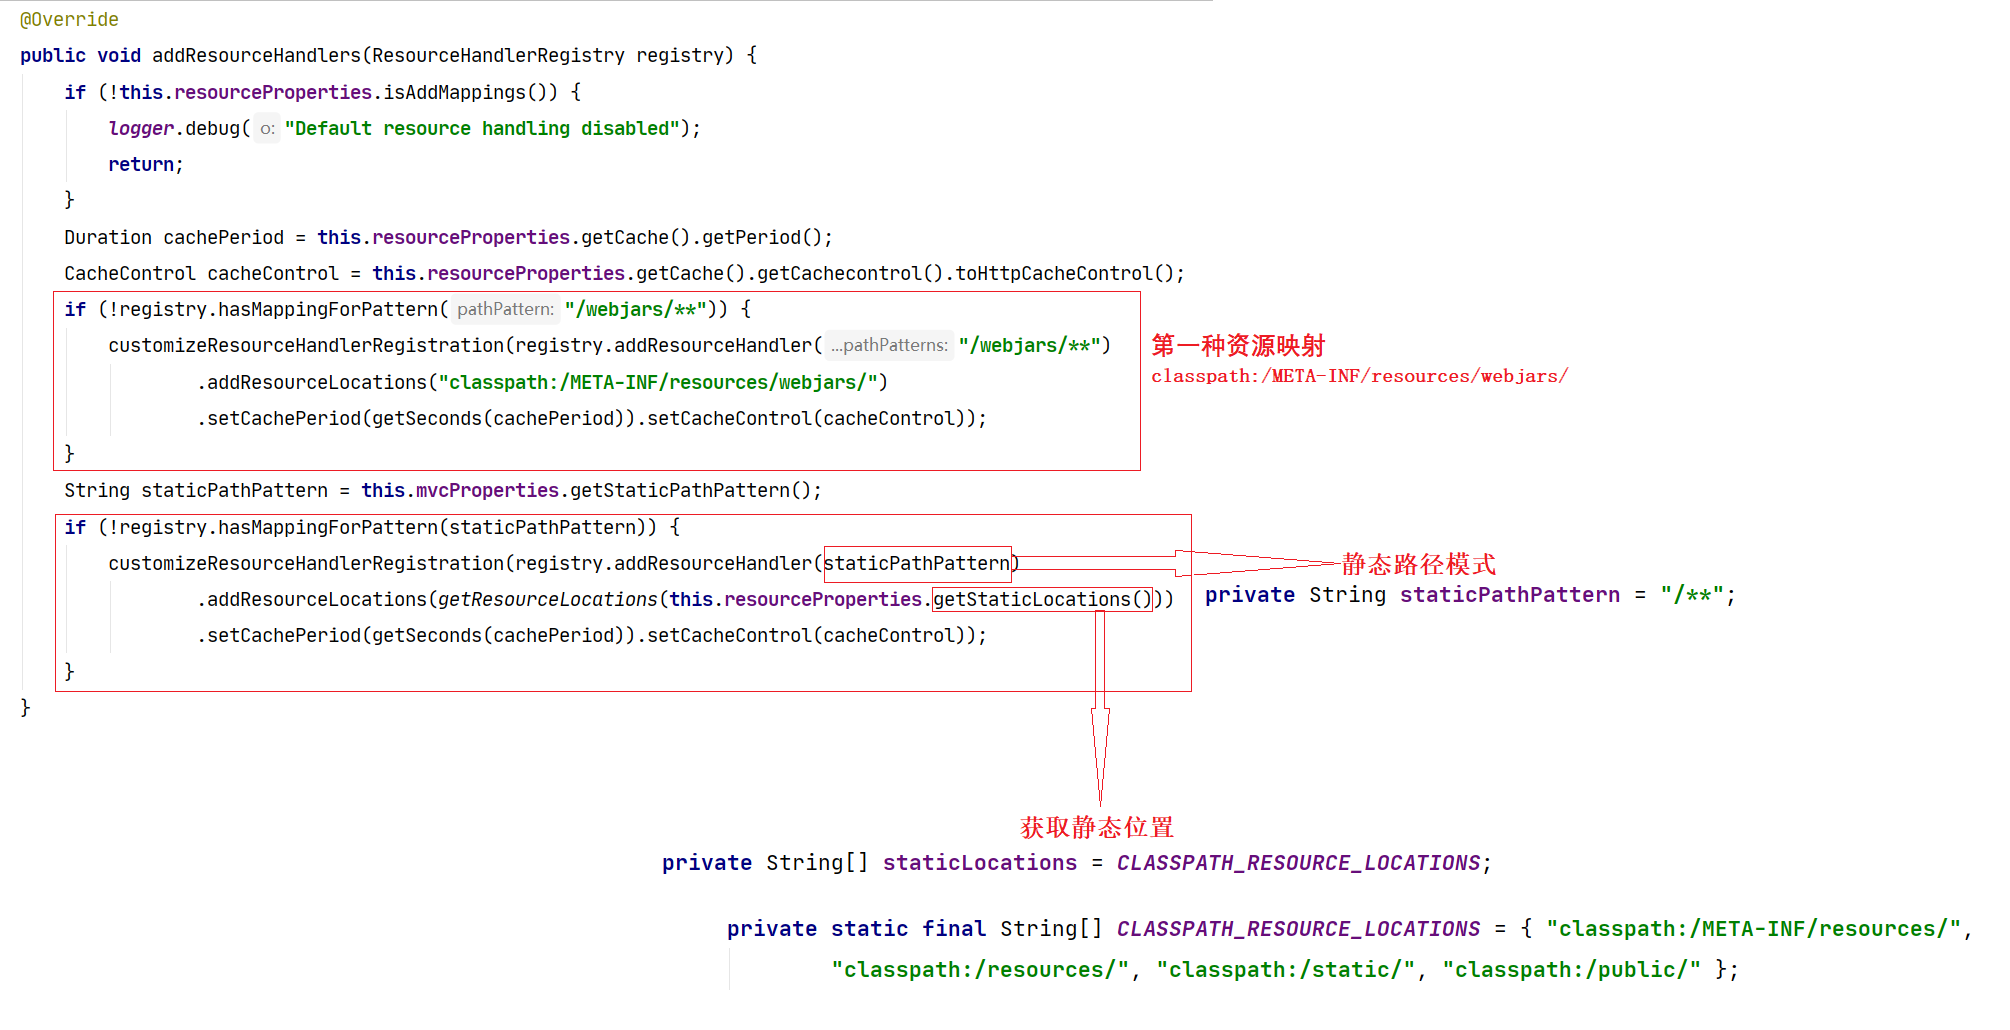 @Override
public void addResourceHandlers(ResourceHandlerRegistry registry) {
if (!this.resourceProperties.isAddMappings()) {
logger.debug( o: "Default resource handling disabled");
return;
}
Duration cachePeriod = this.resourceProperties.getCache().getPeriod();
CacheControl cacheControl = this.resourceProperties.getCache().getCachecontrol().toHttpCacheControl();
if (!registry.hasMappingForPattern( pathPattern: "/webjars/**")) {
customizeResourceHandlerRegistration(registry.addResourceHandler( ...pathPatterns: "/webjars/**")
.addResourceLocations("classpath:/META-INF/resources/webjars/")
.setCachePeriod(getSeconds(cachePeriod)).setCacheControl(cacheControl));
}
第一种资源映射
classpath:/META-INF/resources/webjars/
String staticPathPattern = this.mvcProperties.getStaticPathPattern();
if (!registry.hasMappingForPattern(staticPathPattern)) {
customizeResourceHandlerRegistration(registry.addResourceHandler(staticPathPattern)
.addResourceLocations(getResourceLocations(this.resourceProperties.getStaticLocations()))
.setCachePeriod(getSeconds(cachePeriod)).setCacheControl(cacheControl));
}
}
静态路径模式
private String staticPathPattern = "/**";
获取静态位置
private String[] staticLocations = CLASSPATH_RESOURCE_LOCATIONS;
private static final String[] CLASSPATH_RESOURCE_LOCATIONS = { "classpath:/META-INF/resources/",
"classpath:/resources/", "classpath:/static/", "classpath:/public/" };